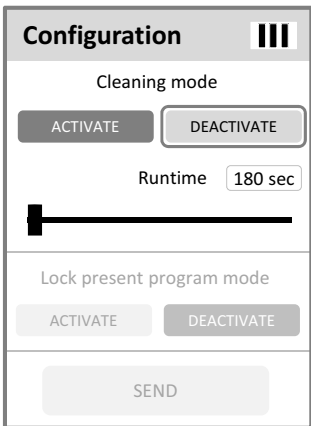 Configuration
Cleaning mode
ACTIVATE DEACTIVATE
Runtime 180 sec
Lock present program mode
ACTIVATE DEACTIVATE
SEND